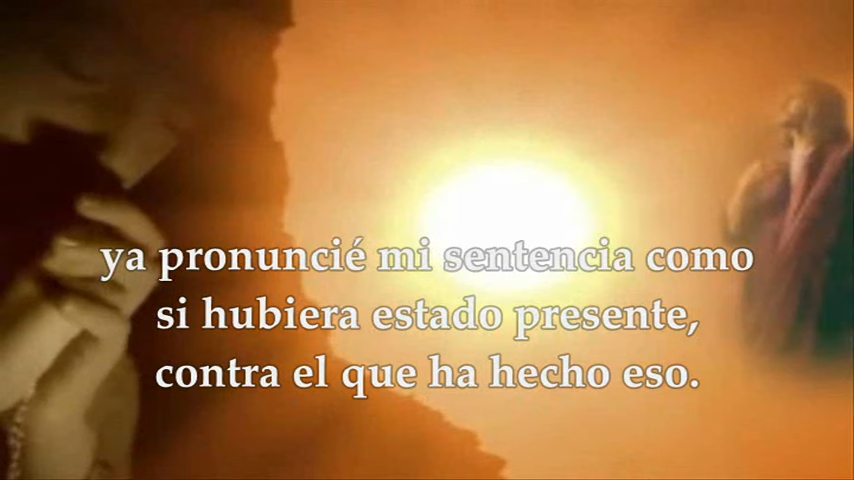 ya pronuncié mi sentencia como
si hubiera estado presente,
contra el que ha hecho eso.